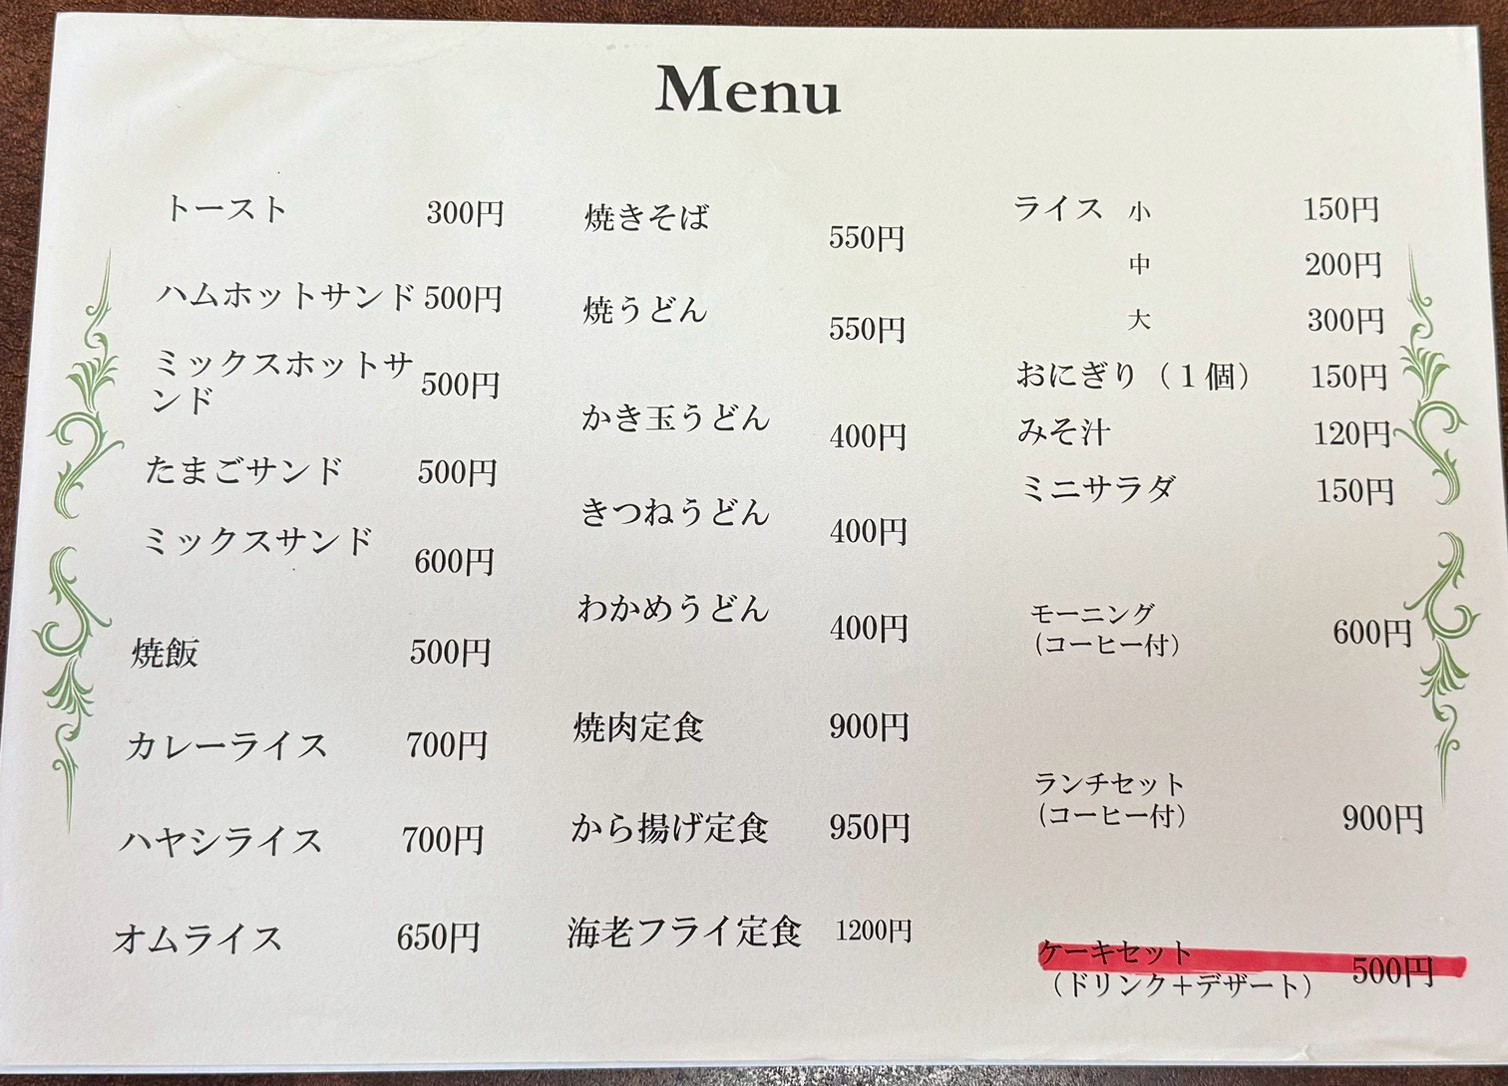 Menu
トースト 300円
ハムホットサンド 500円
ミックスホットサ
ンド 500円
たまごサンド 500円
ミックスサンド 600円
焼飯 500円
カレーライス 700円
ハヤシライス 700円
オムライス 650円
焼きそば 550円
焼うどん 550円
かき玉うどん 400円
きつねうどん 400円
わかめうどん 400円
焼肉定食 900円
から揚げ定食 950円
海老フライ定食 1200円
ライス 小 150円
中 200円
大 300円
おにぎり（１個） 150円
みそ汁 120円
ミニサラダ 150円
モーニング
(コーヒー付） 600円
ランチセット
(コーヒー付） 900円
ケーキセット 500円
（ドリンク＋デザート）